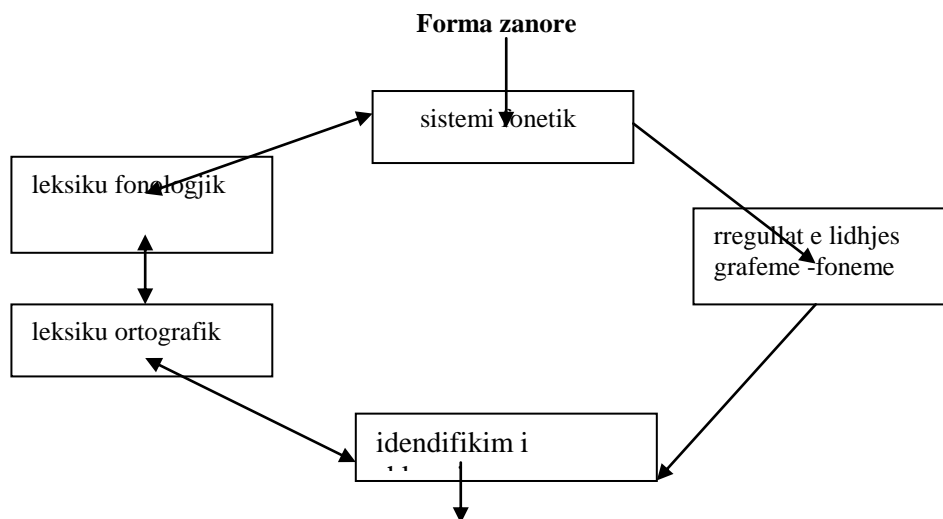 Forma zanore
sistemi fonetik
leksiku fonologjik
rregullat e lidhjes
grafeme -foneme
leksiku ortografik
idendifikim i